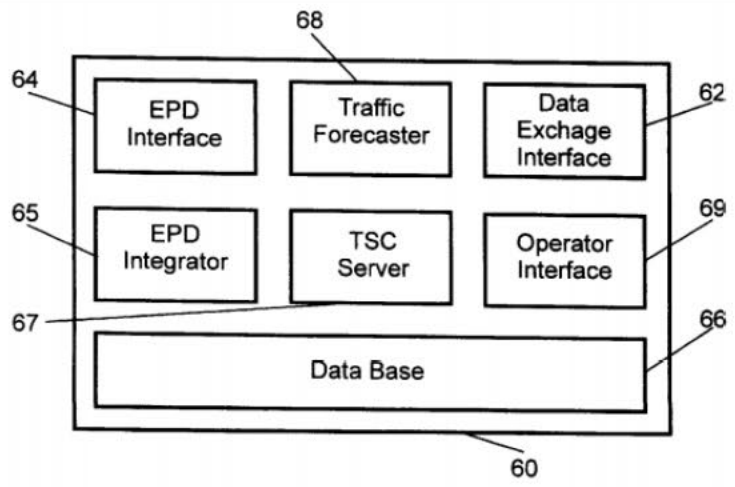 68
64
EPD
Interface
Traffic
Forecaster
Data
Exchage
Interface
62
65
EPD
Integrator
TSC
Server
Operator
Interface
69
67
66
Data Base
60